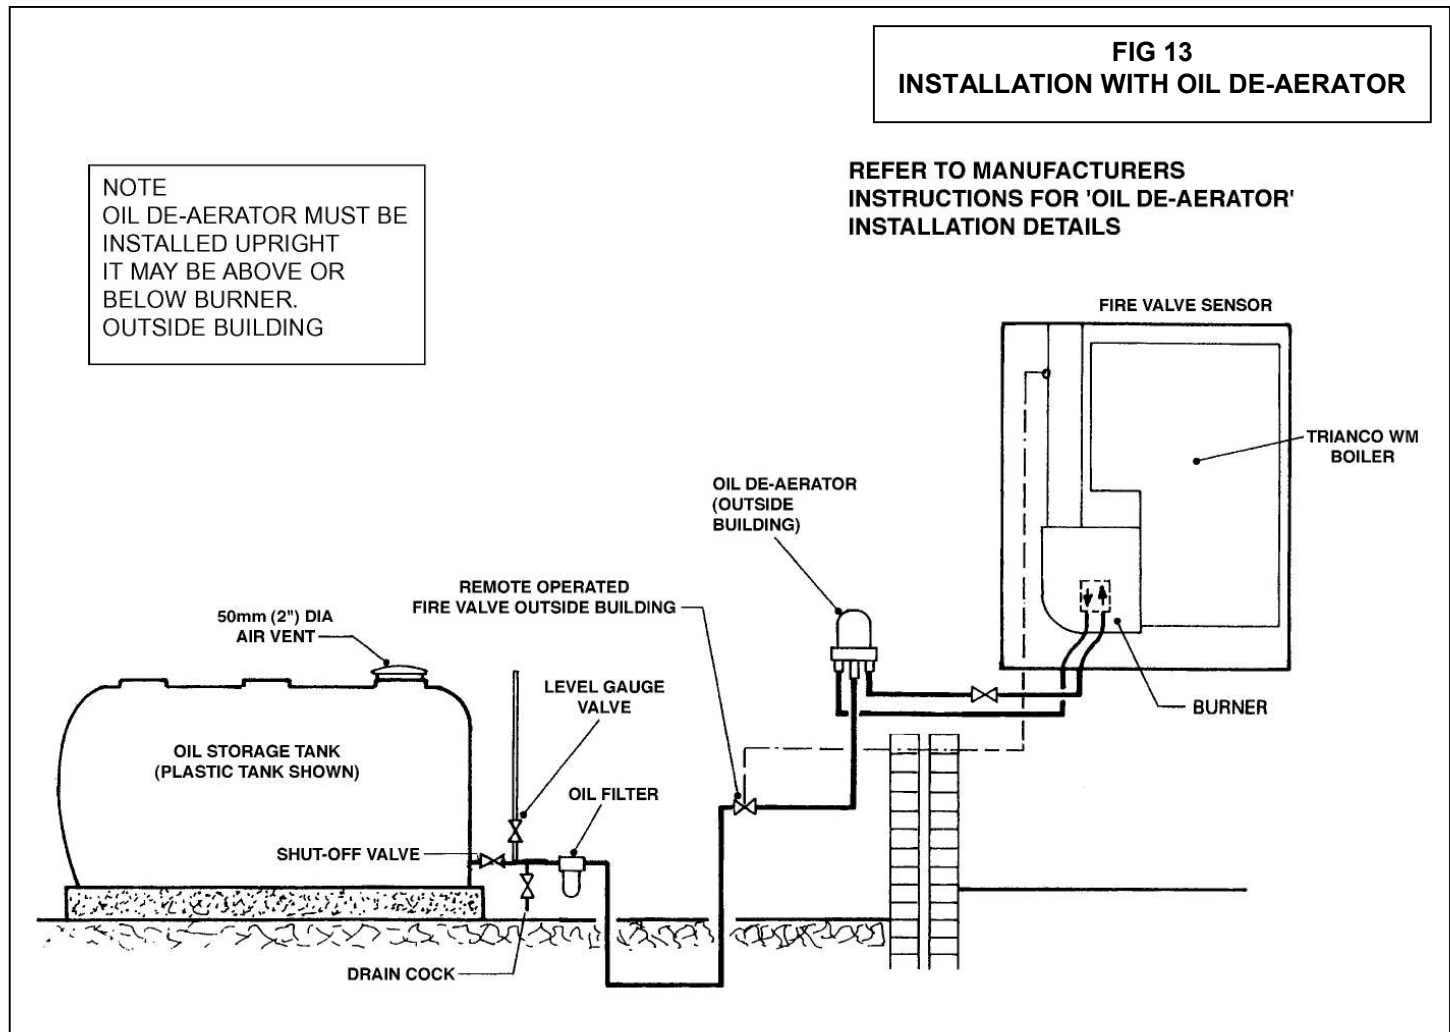 FIG 13
INSTALLATION WITH OIL DE-AERATOR
NOTE
OIL DE-AERATOR MUST BE
INSTALLED UPRIGHT
IT MAY BE ABOVE OR
BELOW BURNER.
OUTSIDE BUILDING
REFER TO MANUFACTURERS
INSTRUCTIONS FOR 'OIL DE-AERATOR'
INSTALLATION DETAILS
FIRE VALVE SENSOR
TRIANCO WM
BOILER
OIL DE-AERATOR
(OUTSIDE
BUILDING)
REMOTE OPERATED
FIRE VALVE OUTSIDE BUILDING
50mm (2") DIA
AIR VENT
LEVEL GAUGE
VALVE
BURNER
OIL STORAGE TANK
(PLASTIC TANK SHOWN)
OIL FILTER
SHUT-OFF VALVE
DRAIN COCK